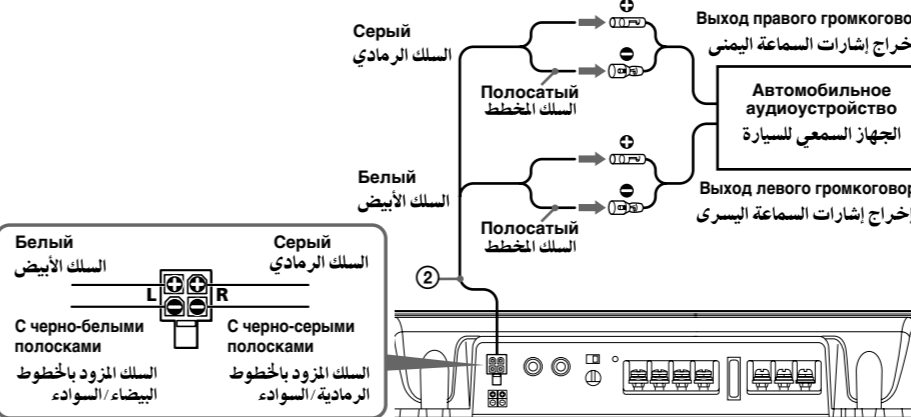 Серый
السلك الرمادي
Полосатый
السلك المخطط
Выход правого громкогово
خراج إشارات السماعة اليمنى
Автомобильное
аудиоустройство
الجهاز السمعي للسيارة
Белый
السلك الأبيض
Полосатый
السلك المخطط
Выход левого громкоговор
إخراج إشارات السماعة اليسرى
②
Белый
السلك الأبيض
Серый
السلك الرمادي
L R
С черно-белыми
полосками
السلك المزود بالخطوط
البيضاء/السوداء
С черно-серыми
полосками
السلك المزود بالخطوط
الرمادية/السوداء